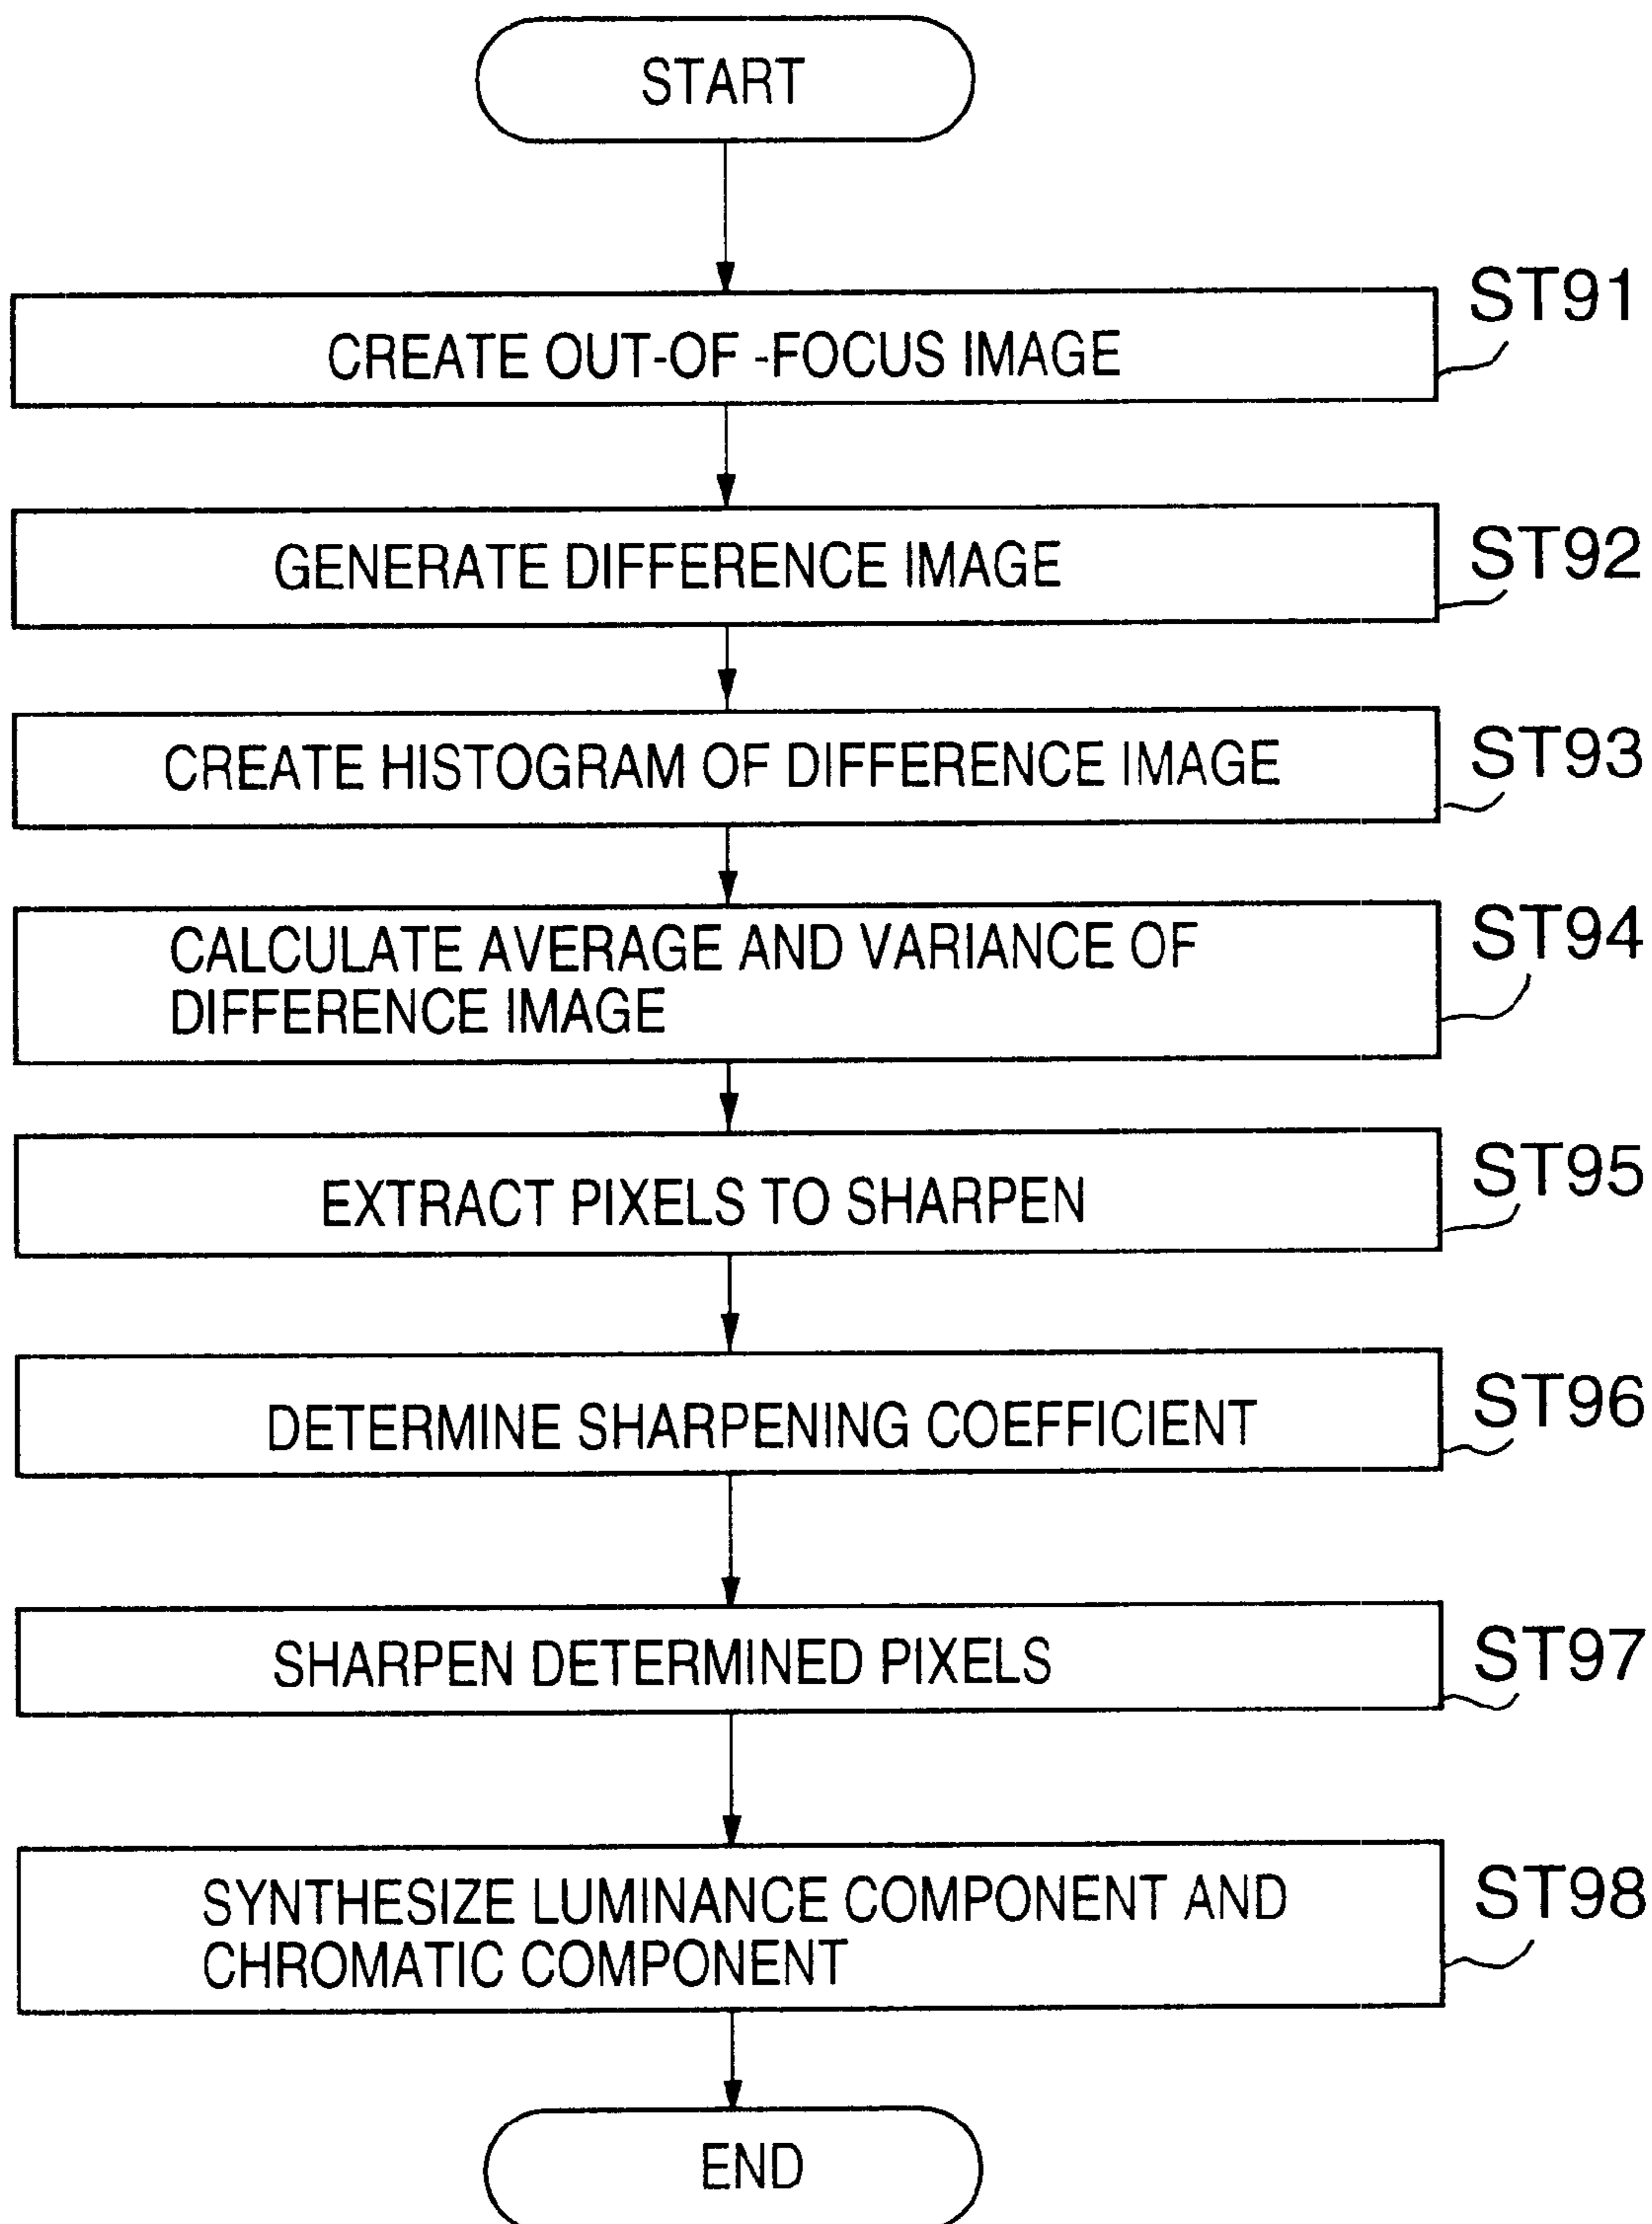 START
ST91
CREATE OUT-OF -FOCUS IMAGE
ST92
GENERATE DIFFERENCE IMAGE
ST93
CREATE HISTOGRAM OF DIFFERENCE IMAGE
ST94
CALCULATE AVERAGE AND VARIANCE OF
DIFFERENCE IMAGE
ST95
EXTRACT PIXELS TO SHARPEN
ST96
DETERMINE SHARPENING COEFFICIENT
ST97
SHARPEN DETERMINED PIXELS
ST98
SYNTHESIZE LUMINANCE COMPONENT AND
CHROMATIC COMPONENT
END